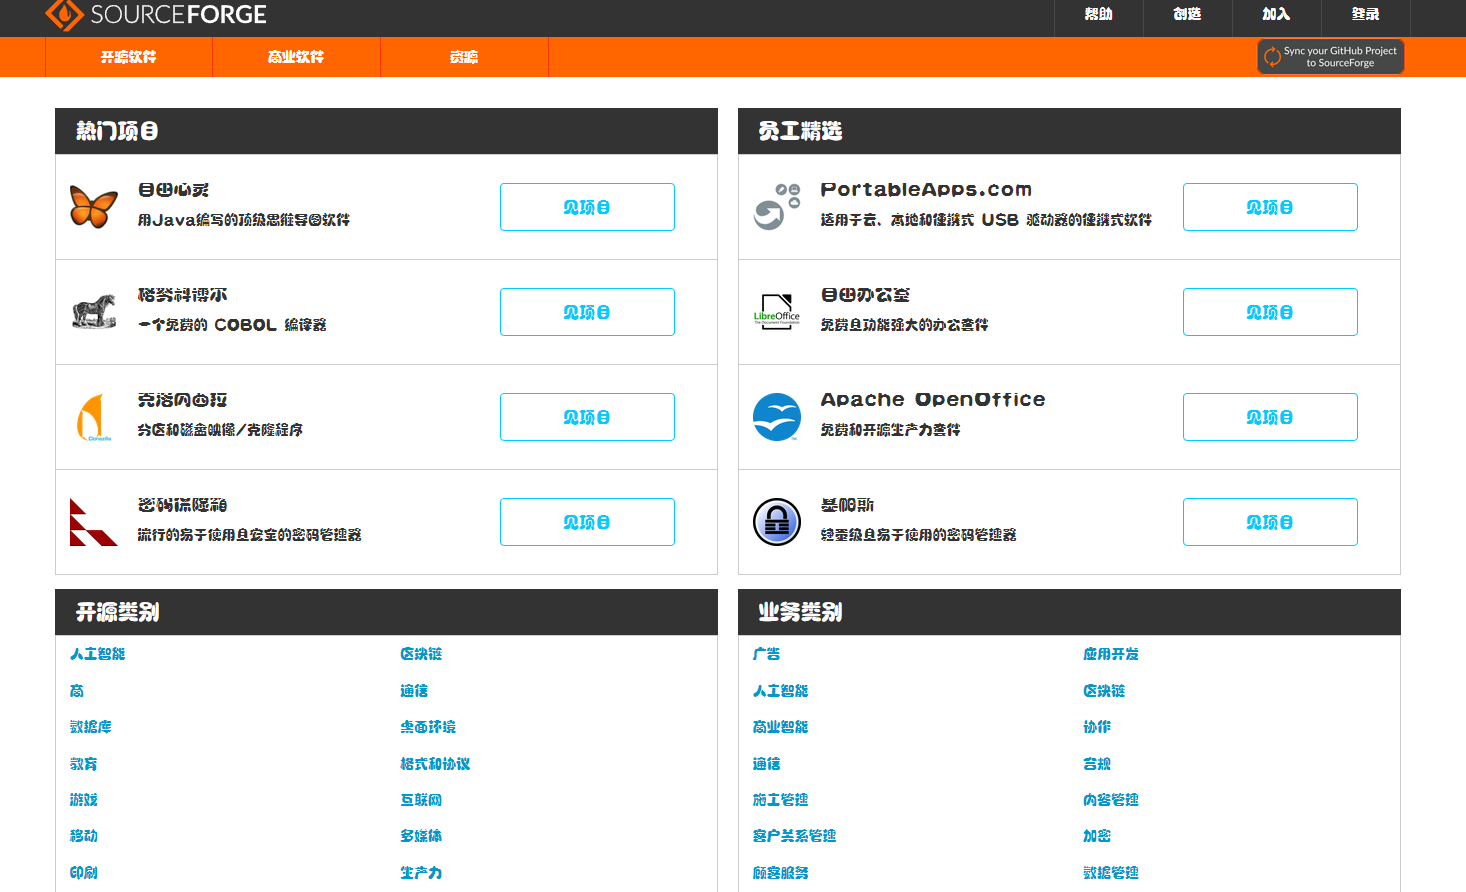 SOURCEFORGE
帮助
创造
加入
登录
开源软件
商业软件
资源
Sync your GitHub Project
to SourceForge
热门项目
自由心灵
用Java编写的顶级思维导图软件
见项目
格努科博尔
一个免费的 COBOL 编译器
见项目
克洛内西拉
分区和磁盘映像/克隆程序
见项目
密码保险箱
流行的易于使用且安全的密码管理器
见项目
员工精选
PortableApps.com
适用于云、本地和便携式 USB 驱动器的便携式软件
见项目
LibreOffice
The Document Foundation
自由办公室
免费且功能强大的办公套件
见项目
Apache OpenOffice
免费和开源生产力套件
见项目
基帕斯
轻量级且易于使用的密码管理器
见项目
开源类别
人工智能
区块链
商
通信
数据库
桌面环境
教育
格式和协议
游戏
互联网
移动
多媒体
印刷
生产力
业务类别
广告
应用开发
人工智能
区块链
商业智能
协作
通信
合规
施工管理
内容管理
客户关系管理
加密
顾客服务
数据管理